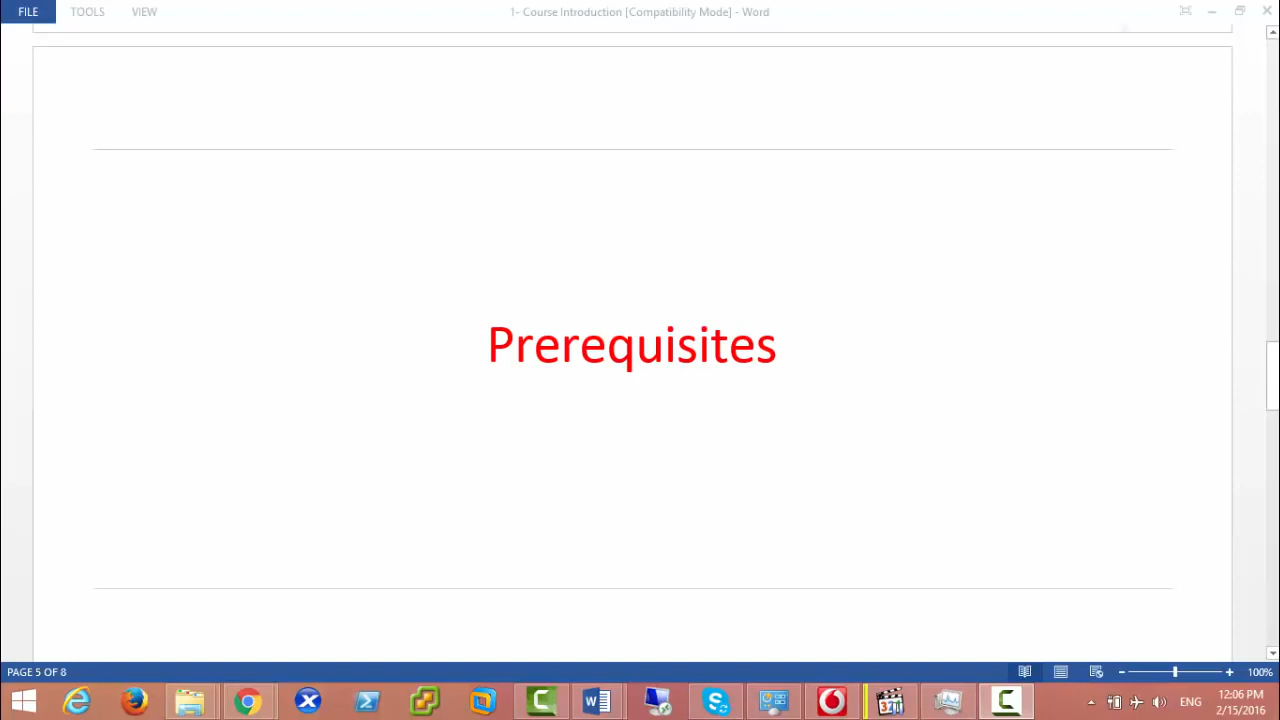 FILE TOOLS VIEW 1- Course Introduction [Compatibility Mode] - Word
Prerequisites
PAGE 5 OF 8 100%
321
ENG 12:06 PM
2/15/2016